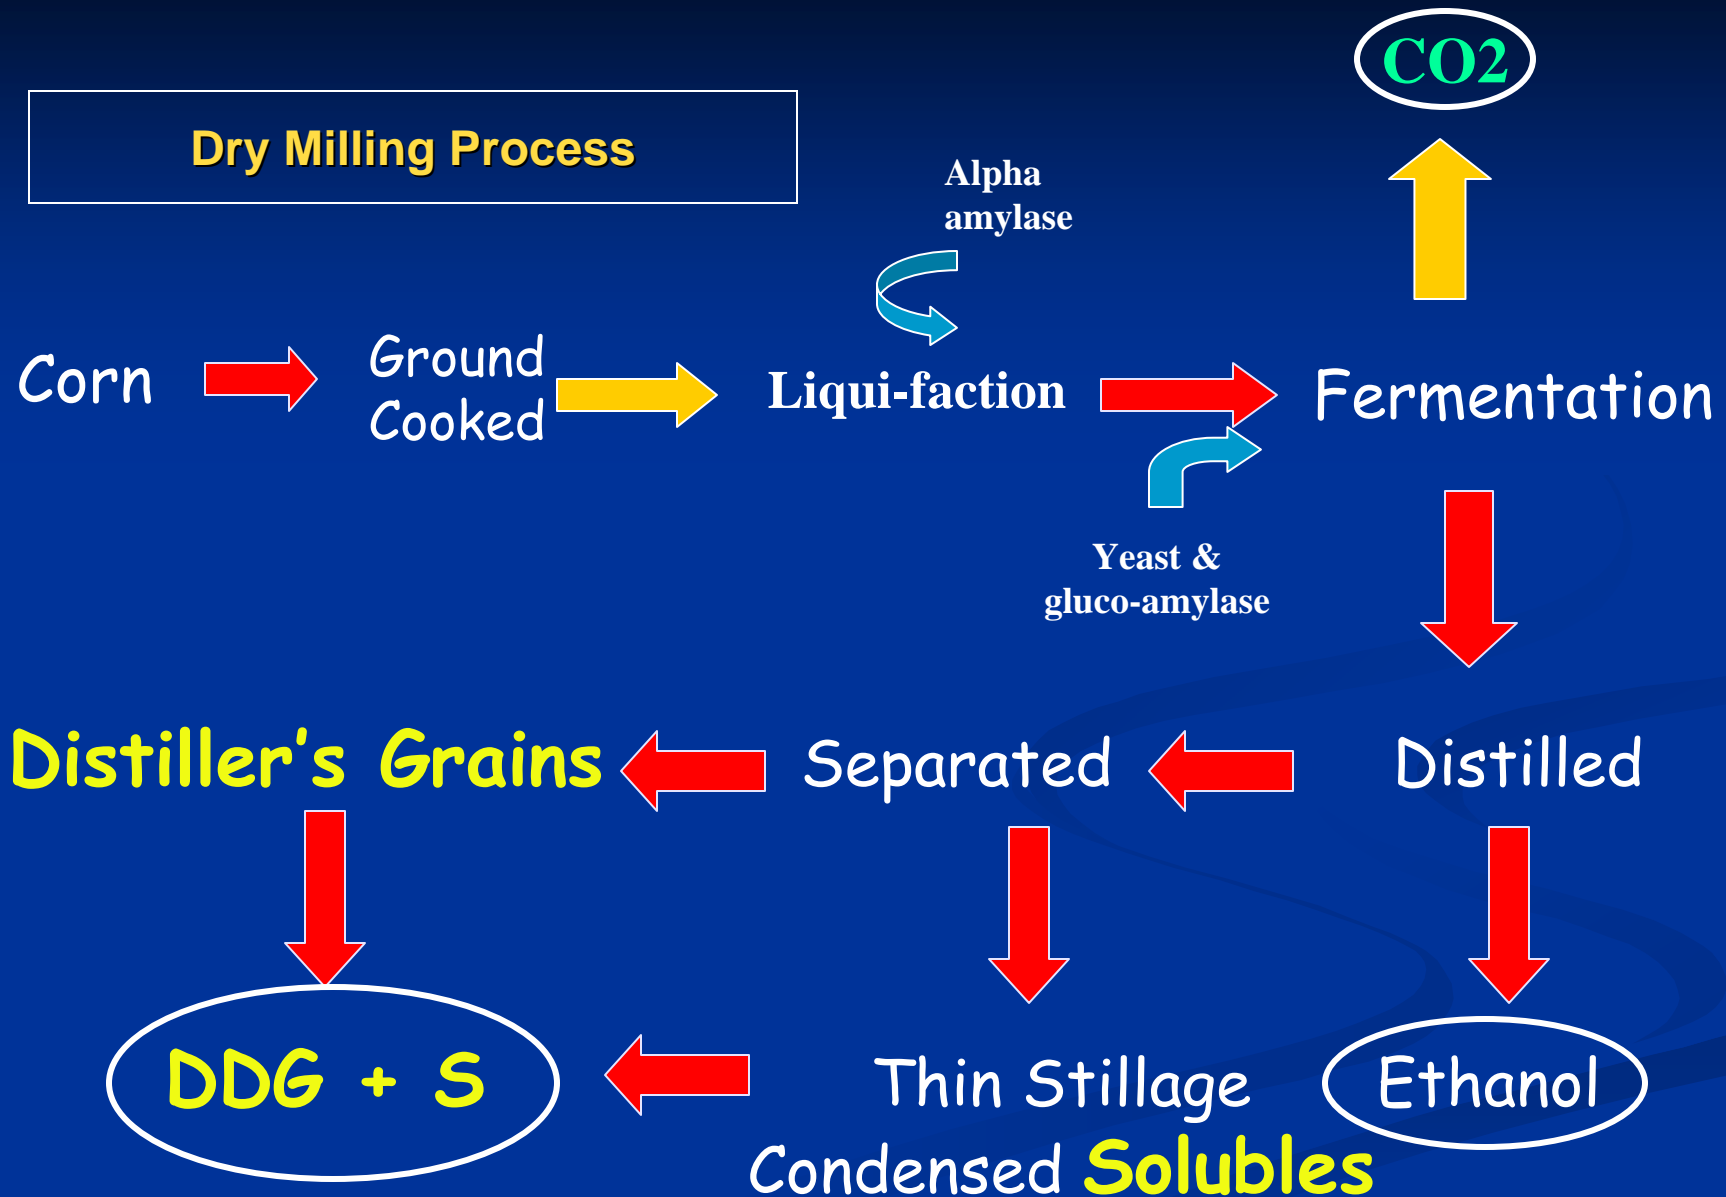 CO2
Dry Milling Process
Alpha
amylase
Corn
Ground
Cooked
Liqui-faction
Fermentation
Yeast &
gluco-amylase
Distiller's Grains
Separated
Distilled
DDG + S
Thin Stillage
Condensed Solubles
Ethanol